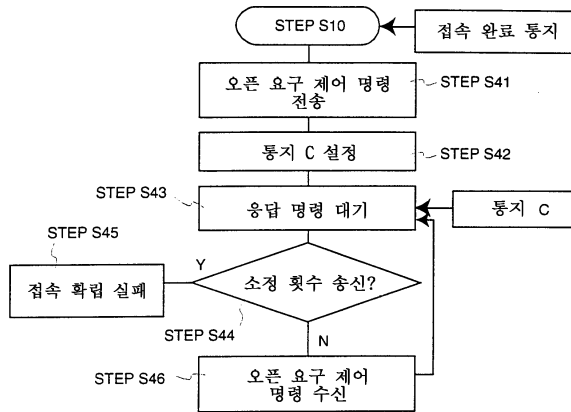 STEP S10
접속 완료 통지
오픈 요구 제어 명령
전송
STEP S41
통지 C 설정
STEP S42
STEP S43
응답 명령 대기
통지 C
STEP S45
접속 확립 실패
Y
소정 횟수 송신?
STEP S44
N
STEP S46
오픈 요구 제어
명령 수신